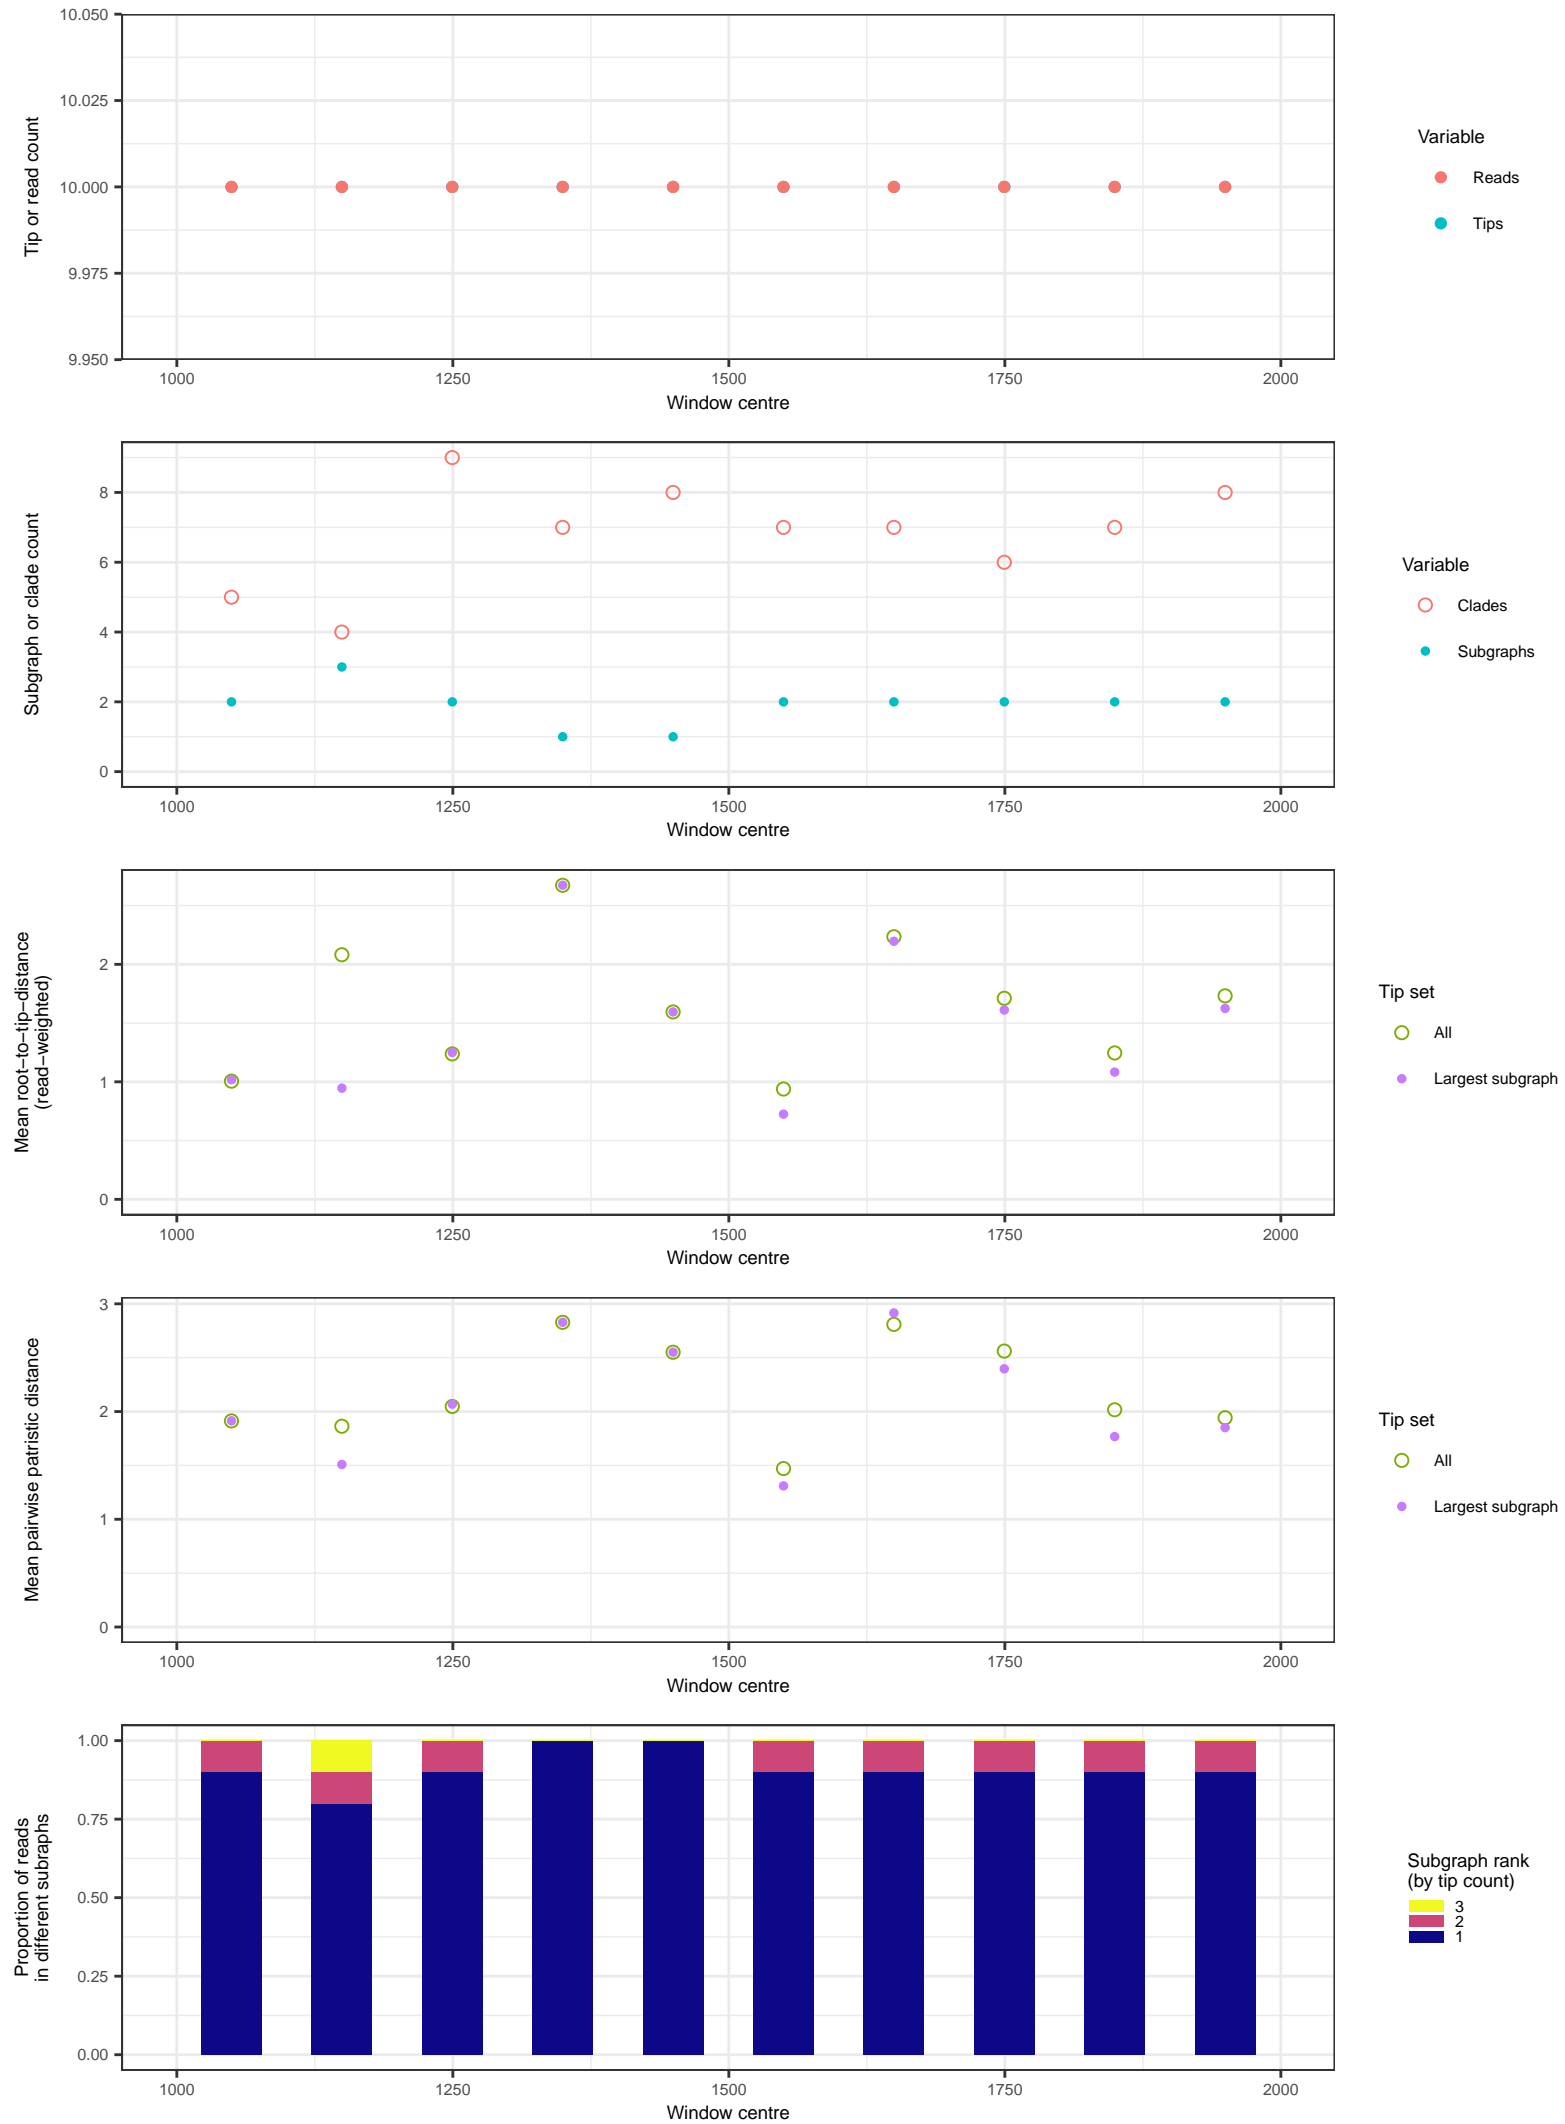 10.050
10.025
10.000
9.975
9.950
Tip or read count
1000 1250 1500 1750 2000
Window centre
Variable
Reads
Tips
8
6
4
2
0
Subgraph or clade count
1000 1250 1500 1750 2000
Window centre
Variable
Clades
Subgraphs
2
1
0
Mean root−to−tip−distance
(read−weighted)
1000 1250 1500 1750 2000
Window centre
Tip set
All
Largest subgraph
3
2
1
0
Mean pairwise patristic distance
1000 1250 1500 1750 2000
Window centre
Tip set
All
Largest subgraph
1.00
0.75
0.50
0.25
0.00
Proportion of reads
in different subraphs
1000 1250 1500 1750 2000
Window centre
Subgraph rank
(by tip count)
3
2
1